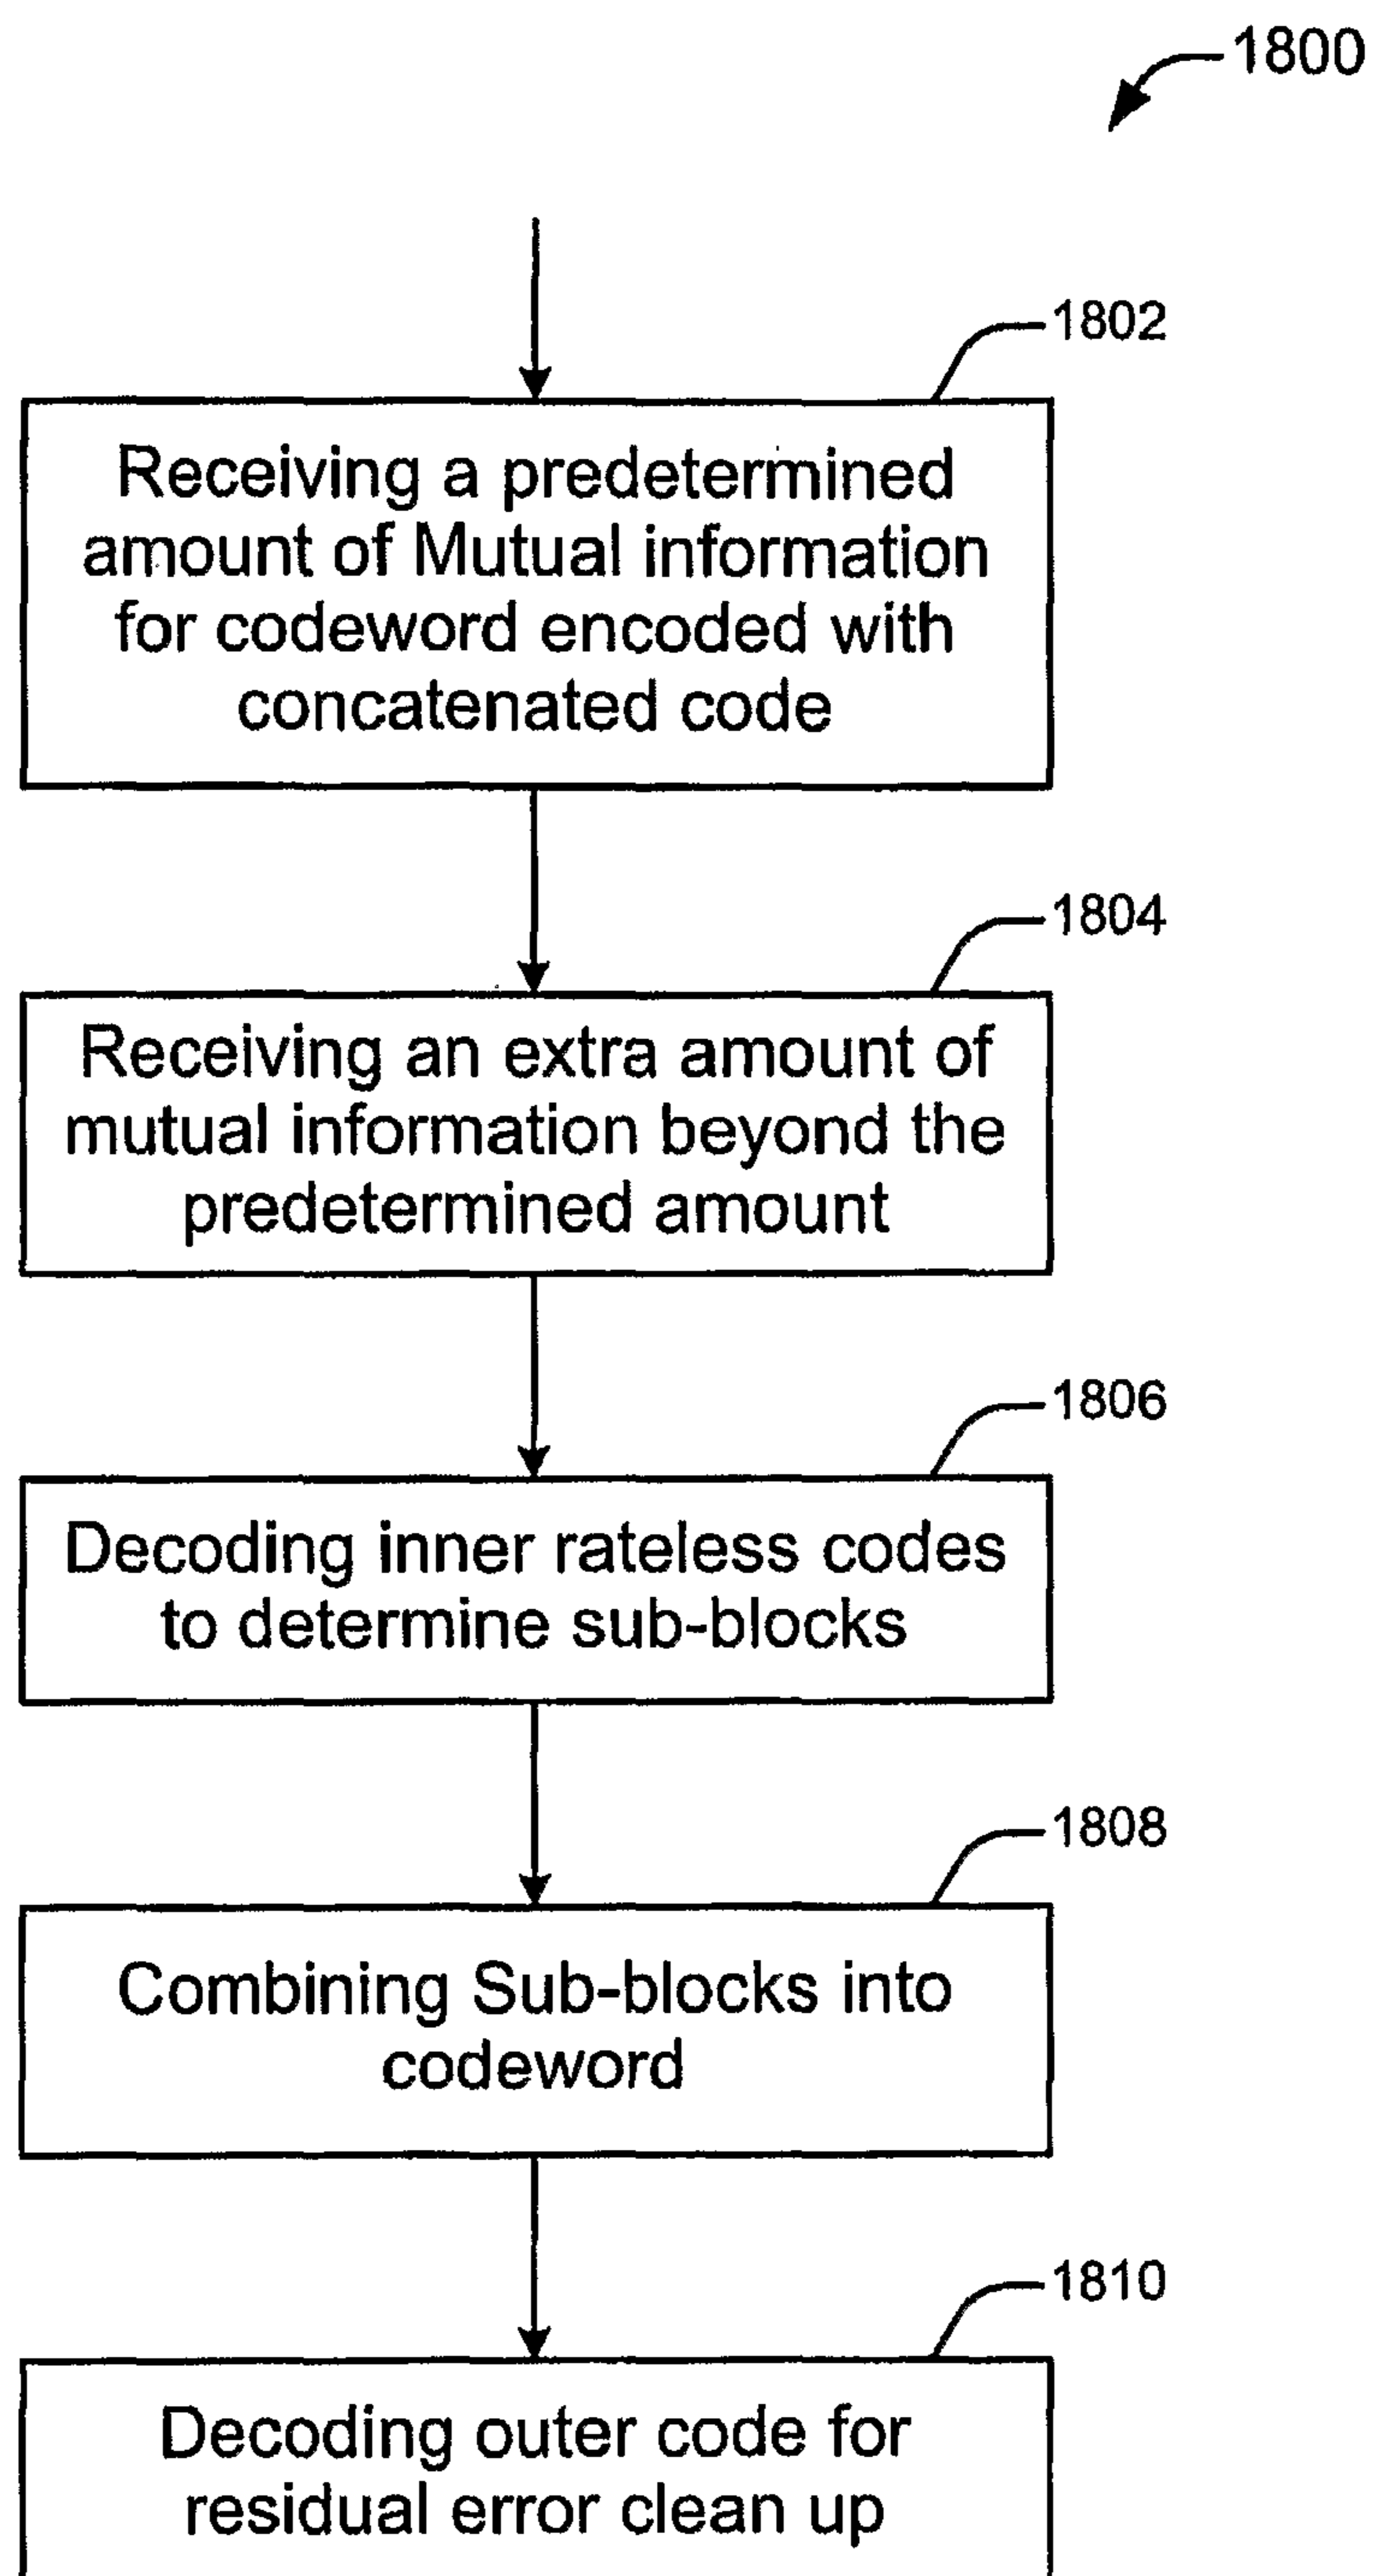 1800
1802
Receiving a predetermined
amount of Mutual information
for codeword encoded with
concatenated code
1804
Receiving an extra amount of
mutual information beyond the
predetermined amount
1806
Decoding inner rateless codes
to determine sub-blocks
1808
Combining Sub-blocks into
codeword
1810
Decoding outer code for
residual error clean up